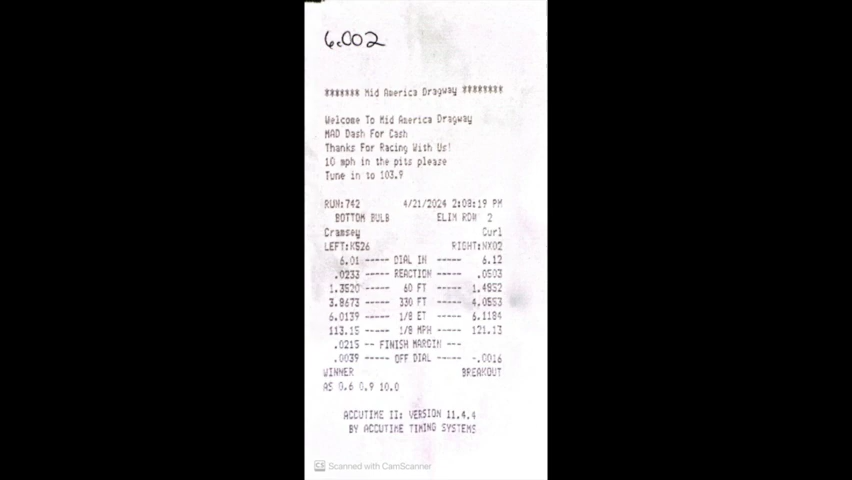 6.002
******* Mid America Dragway ********
Welcome To Mid America Dragway
MAD Dash For Cash
Thanks For Racing With Us!
10 mph in the pits please
Tune in to 103.9
RUN:742 4/21/2024 2:08:19 PM
BOTTOM BULB ELIM RDW 2
Cramsey Curl
LEFT:K526 RIGHT:NX02
6.01 ----- DIAL IN ----- 6.12
.0233 ----- REACTION ----- .0503
1.3520 ----- 60 FT ----- 1.4852
3.8673 ----- 330 FT ----- 4.0553
6.0139 ----- 1/8 ET ----- 6.1184
113.15 ----- 1/8 MPH ----- 121.13
.0215 -- FINISH MARGIN ---
.0039 ----- OFF DIAL ----- -.0016
WINNER BREAKOUT
AS 0.6 0.9 10.0
ACCUTIME II: VERSION 11.4.4
BY ACCUTIME TIMING SYSTEMS
CS Scanned with CamScanner